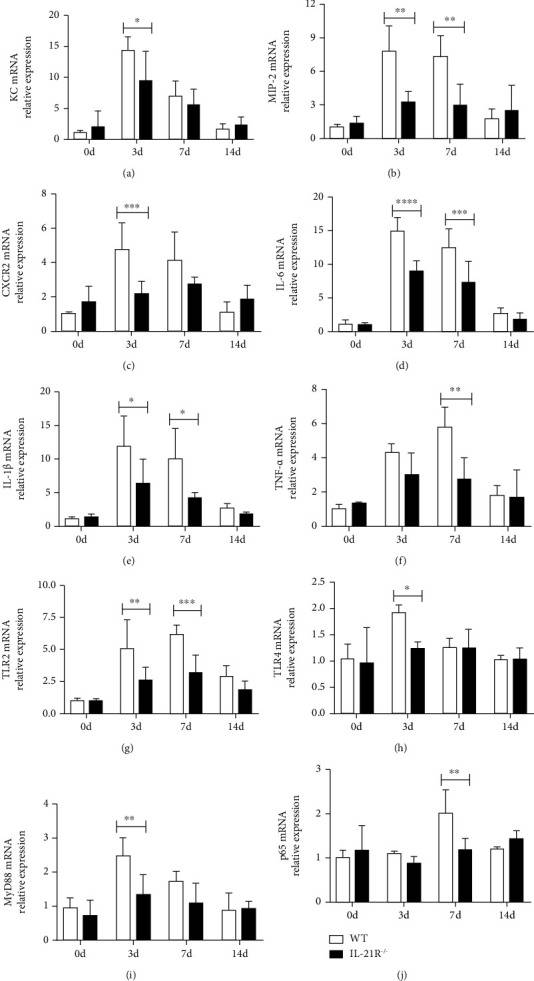 KC mRNA
relative expression
20
15
10
5
0
*
0d 3d 7d 14d
(a)
MIP-2 mRNA
relative expression
12
9
6
3
0
**
**
0d 3d 7d 14d
(b)
CXCR2 mRNA
relative expression
8
6
4
2
0
***
0d 3d 7d 14d
(c)
IL-6 mRNA
relative expression
20
15
10
5
0
****
***
0d 3d 7d 14d
(d)
IL-1β mRNA
relative expression
20
15
10
5
0
*
*
0d 3d 7d 14d
(e)
TNF-α mRNA
relative expression
8
6
4
2
0
**
0d 3d 7d 14d
(f)
TLR2 mRNA
relative expression
10.0
7.5
5.0
2.5
0.0
**
***
0d 3d 7d 14d
(g)
TLR4 mRNA
relative expression
2.5
2.0
1.5
1.0
0.5
0.0
*
0d 3d 7d 14d
(h)
MyD88 mRNA
relative expression
4
3
2
1
0
**
0d 3d 7d 14d
(i)
p65 mRNA
relative expression
3
2
1
0
**
0d 3d 7d 14d
WT
IL-21R-/-
(j)